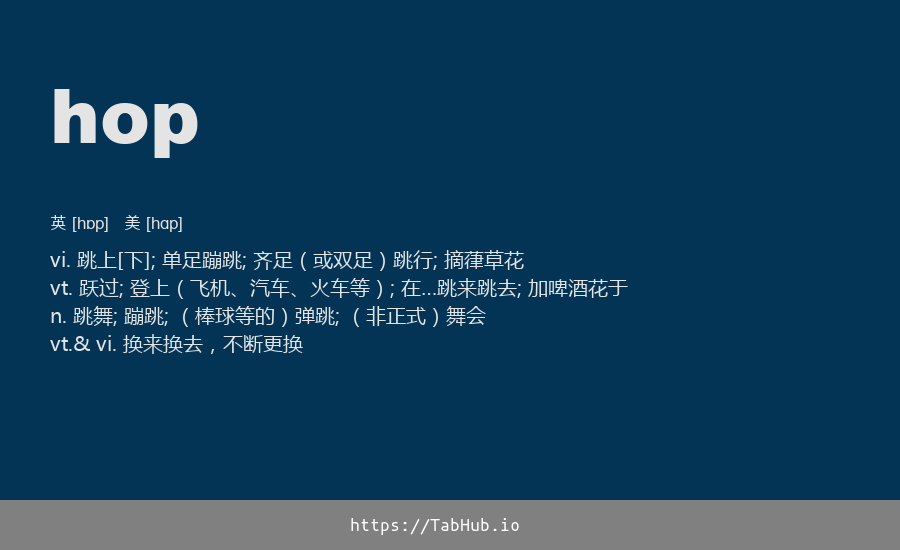 hop
英 [hɒp] 美 [hɑp]
vi. 跳上[下]; 单足蹦跳; 齐足（或双足）跳行; 摘葎草花
vt. 跃过; 登上（飞机、汽车、火车等）; 在…跳来跳去; 加啤酒花于
n. 跳舞; 蹦跳; （棒球等的）弹跳; （非正式）舞会
vt.& vi. 换来换去，不断更换
https://TabHub.io